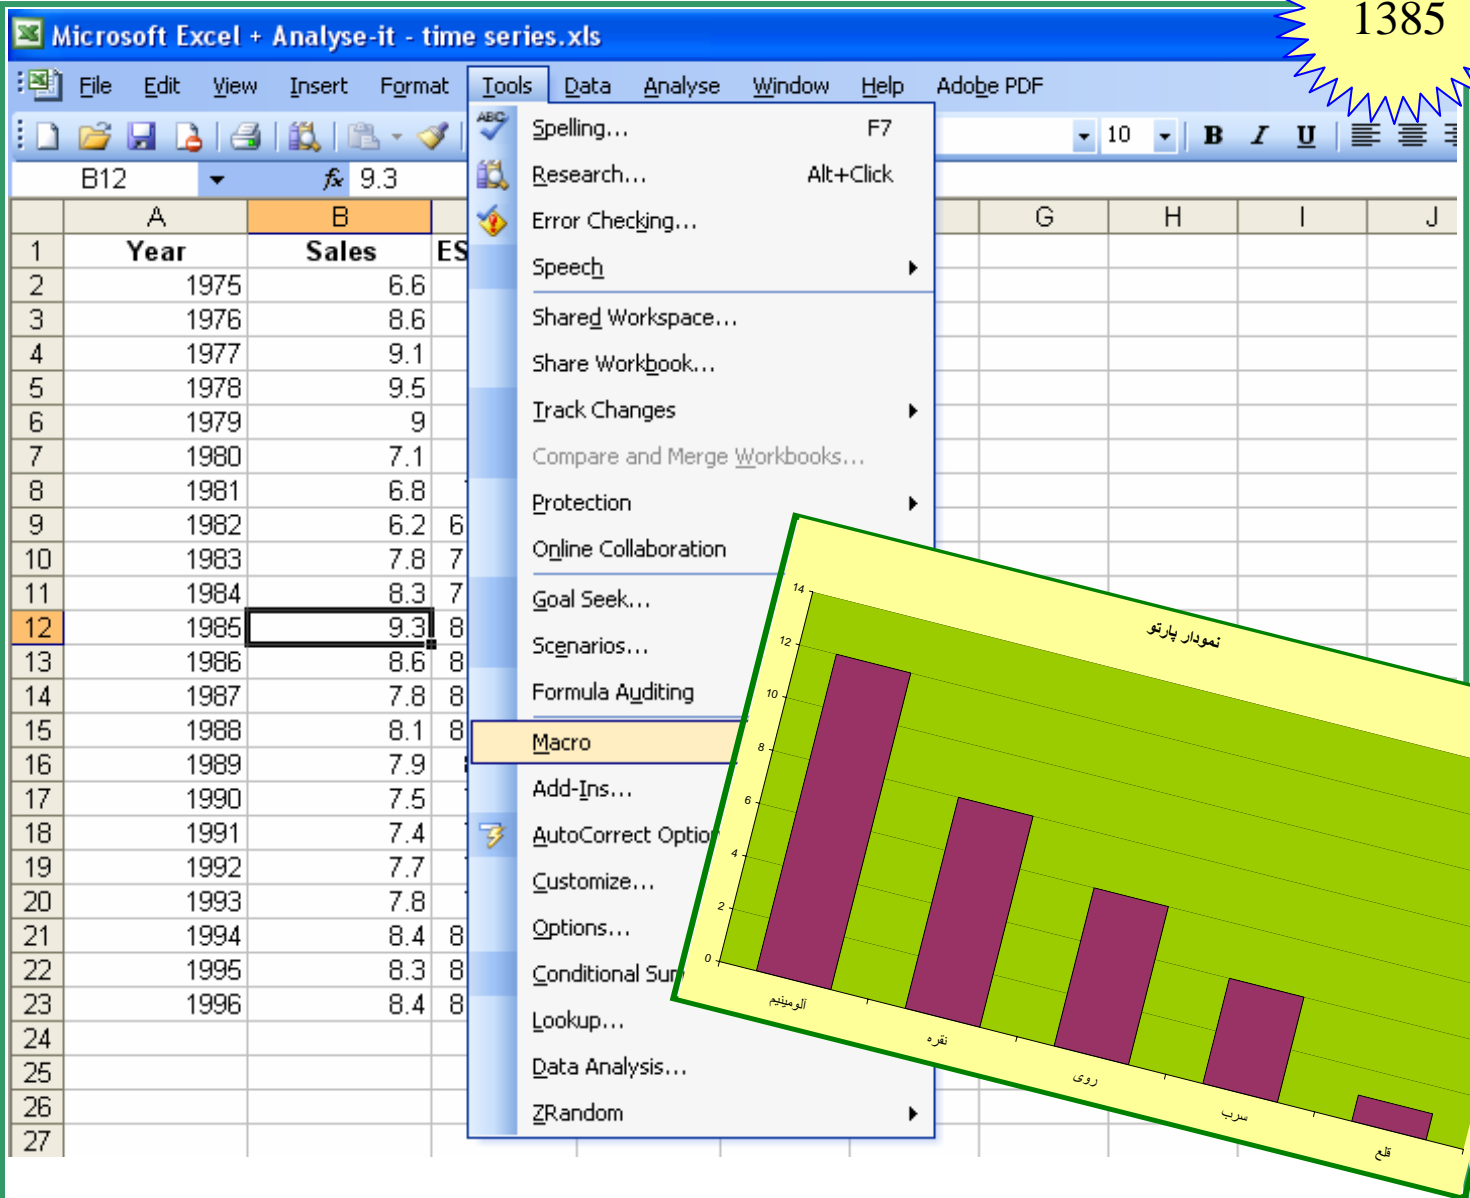 1385
Microsoft Excel + Analyse-it - time series.xls
File Edit View Insert Format Tools Data Analyse Window Help Adobe PDF
10 B I U
B12 fx 9.3
A B G H I J
1 Year Sales ES
2 1975 6.6
3 1976 8.6
4 1977 9.1
5 1978 9.5
6 1979 9
7 1980 7.1
8 1981 6.8
9 1982 6.2 6
10 1983 7.8 7
11 1984 8.3 7
12 1985 9.3 8
13 1986 8.6 8
14 1987 7.8 8
15 1988 8.1 8
16 1989 7.9
17 1990 7.5
18 1991 7.4
19 1992 7.7
20 1993 7.8
21 1994 8.4 8
22 1995 8.3 8
23 1996 8.4 8
24
25
26
27
ABC Spelling... F7
Research... Alt+Click
Error Checking...
Speech
Shared Workspace...
Share Workbook...
Track Changes
Compare and Merge Workbooks...
Protection
Online Collaboration
Goal Seek...
Scenarios...
Formula Auditing
Macro
Add-Ins...
AutoCorrect Optio
Customize...
Options...
Conditional Sum
Lookup...
Data Analysis...
ZRandom
نمودار پارتو
14
12
10
8
6
4
2
0
آلومینیم
نقره
روی
سرب
قلع